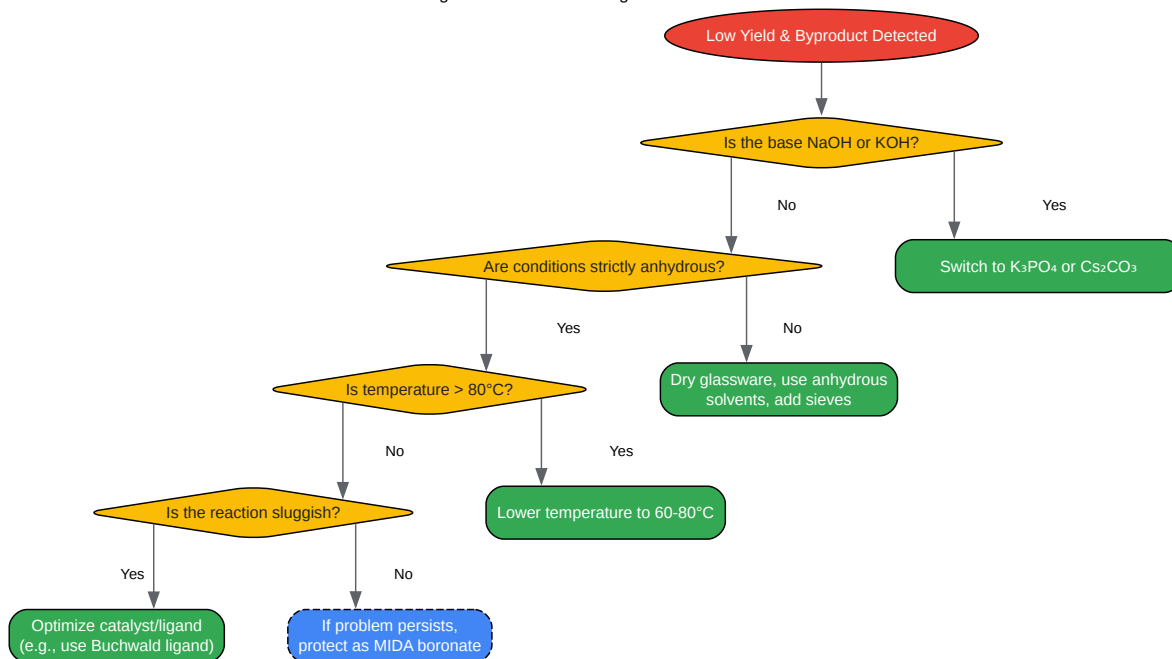 Low Yield & Byproduct Detected
Is the base NaOH or KOH?
No
Yes
Are conditions strictly anhydrous?
Switch to K₃PO₄ or Cs₂CO₃
Yes
No
Is temperature > 80°C?
Dry glassware, use anhydrous
solvents, add sieves
No
Yes
Is the reaction sluggish?
Lower temperature to 60-80°C
Yes
No
Optimize catalyst/ligand
(e.g., use Buchwald ligand)
If problem persists,
protect as MIDA boronate